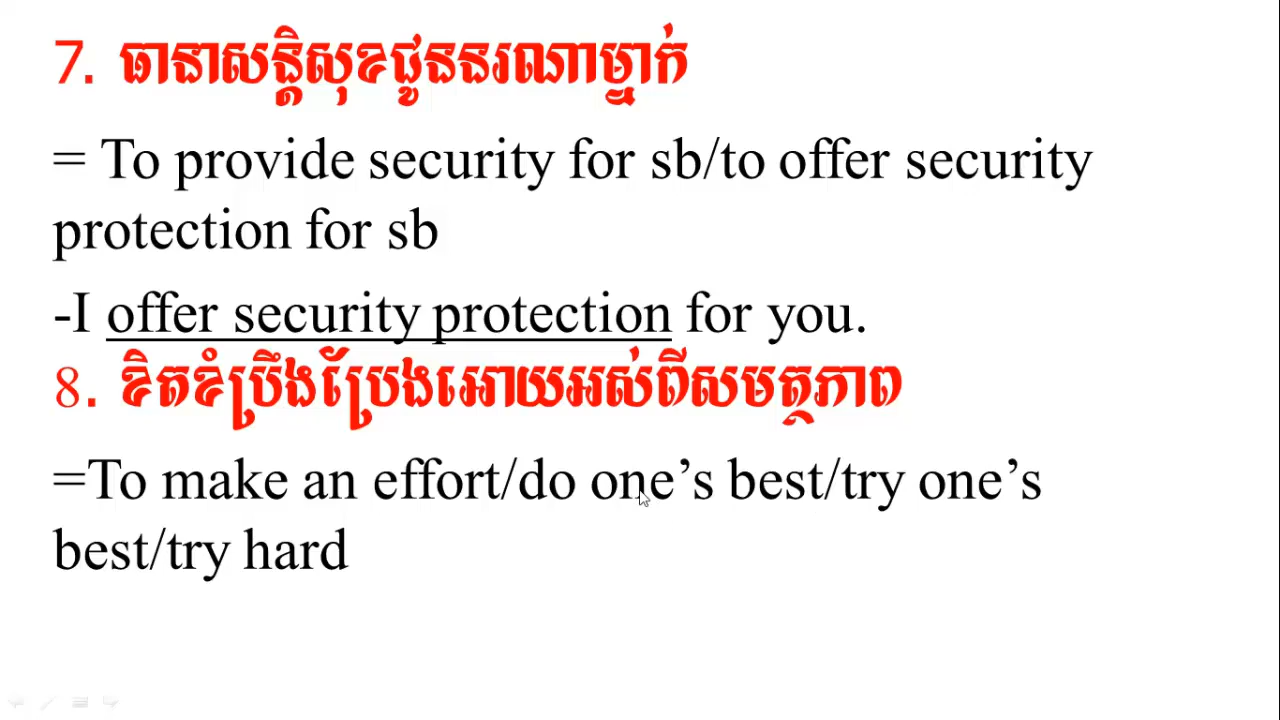 7. ធានាសន្តិសុខជូននរណាម្នាក់
= To provide security for sb/to offer security
protection for sb
-I offer security protection for you.
8. ខិតខំប្រឹងប្រែងអោយអស់ពីសមត្ថភាព
=To make an effort/do one’s best/try one’s
best/try hard